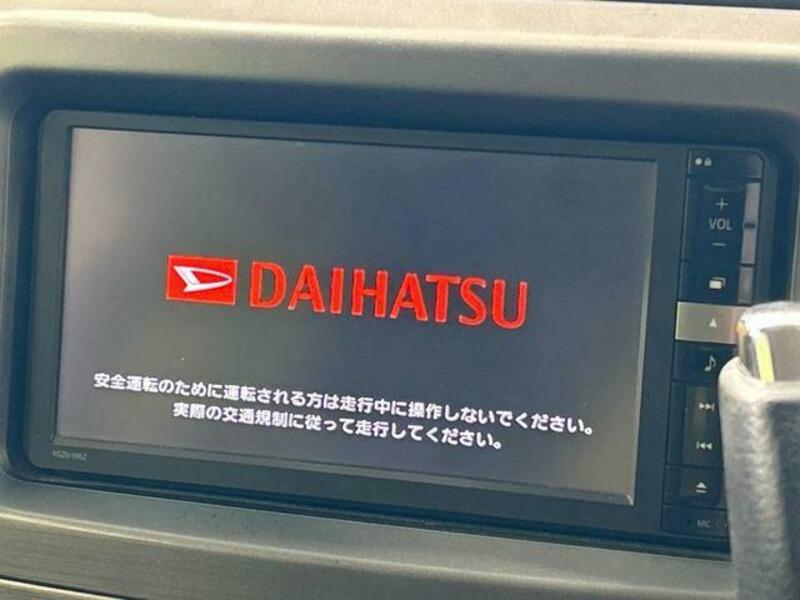 DAIHATSU
安全運転のために運転される方は走行中に操作しないでください。
実際の交通規制に従って走行してください。
VOL
MIC